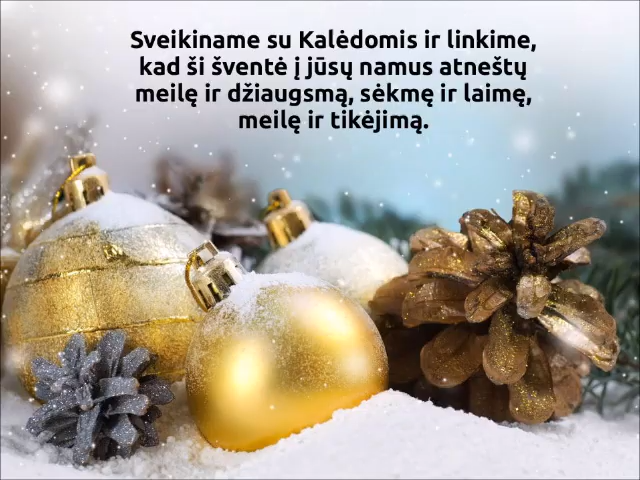 Sveikiname su Kalėdomis ir linkime,
kad ši šventė į jūsų namus atneštų
meilę ir džiaugsmą, sėkmę ir laimę,
meilę ir tikėjimą.